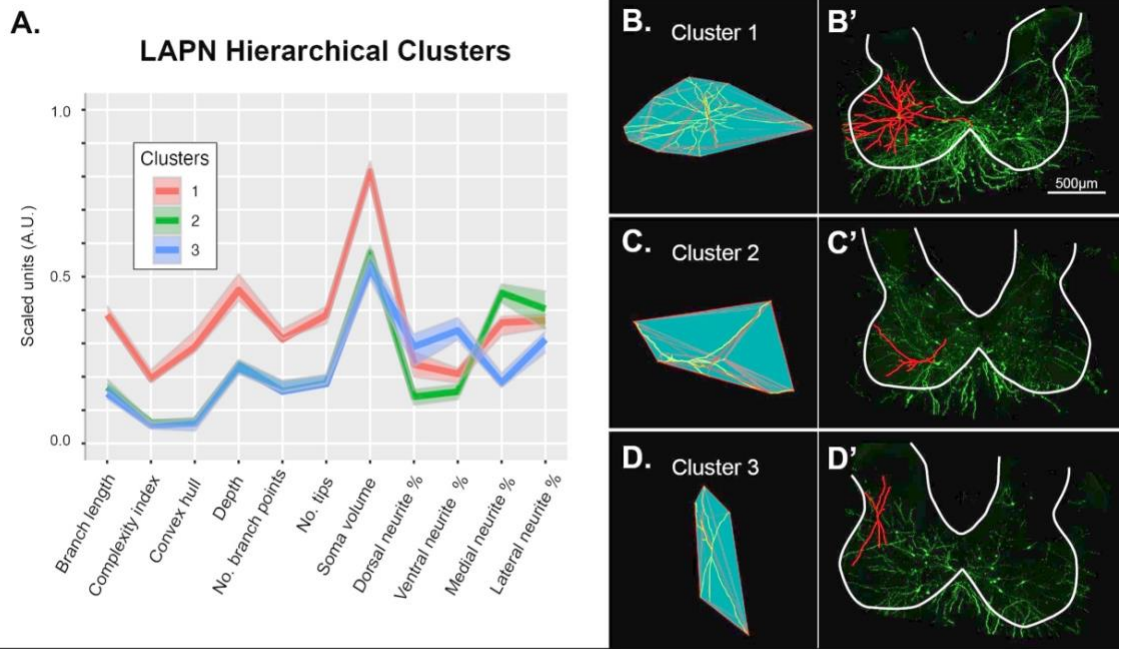 A.
LAPN Hierarchical Clusters
Scaled units (A.U.)
1.0
0.5
0.0
Clusters
1
2
3
Branch length
Complexity index
Convex hull
Depth
No. branch points
No. tips
Soma volume
Dorsal neurite %
Ventral neurite %
Medial neurite %
Lateral neurite %
B.
Cluster 1
B'
500µm
C.
Cluster 2
C'
D.
Cluster 3
D'